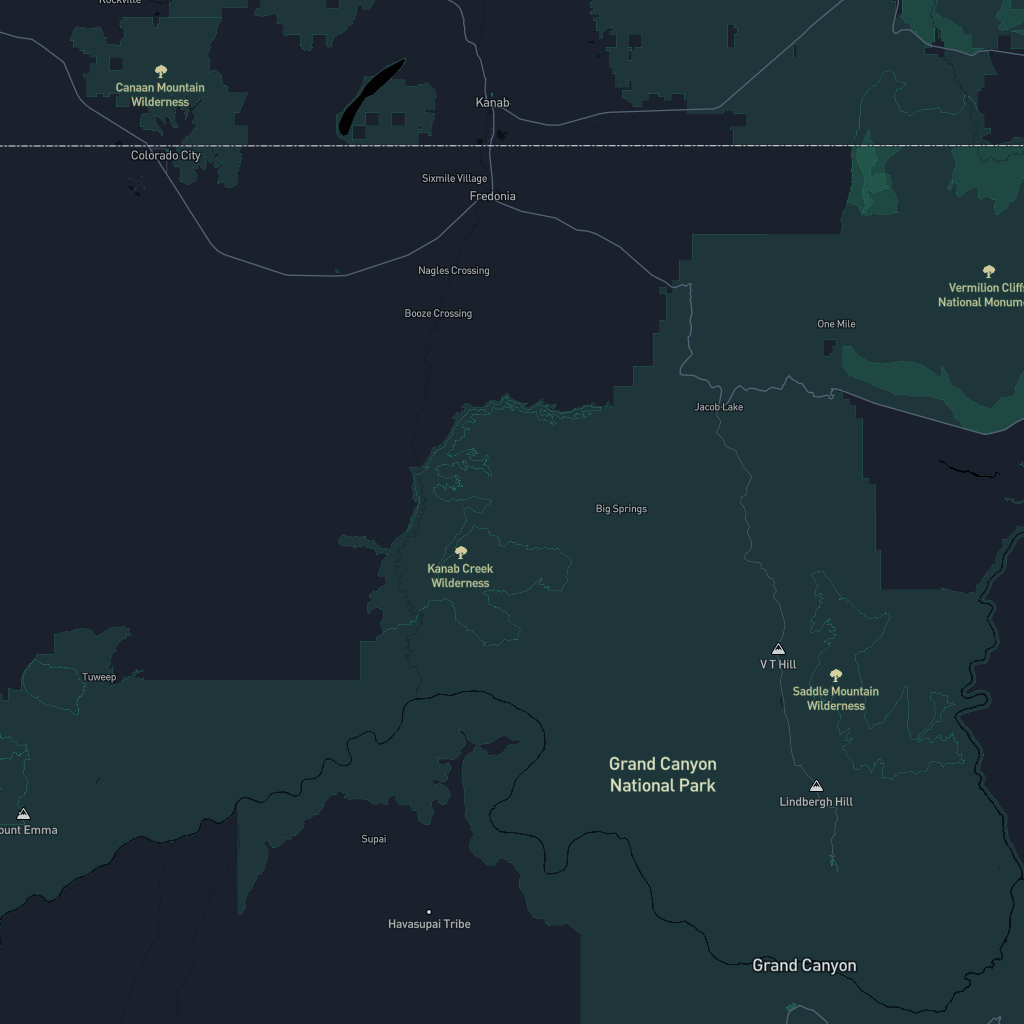 Rockville
Canaan Mountain
Wilderness
Kanab
Colorado City
Sixmile Village
Fredonia
Nagles Crossing
Vermilion Cliffs
National Monume
Booze Crossing
One Mile
Jacob Lake
Big Springs
Kanab Creek
Wilderness
V T Hill
Tuweep
Saddle Mountain
Wilderness
Grand Canyon
National Park
Lindbergh Hill
ount Emma
Supai
Havasupai Tribe
Grand Canyon